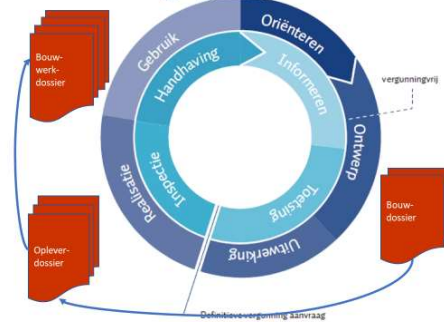 Bouw-
werk-
dossier
Gebruik
Oriënteren
Handhaving
Informeren
vergunningvrij
Ontwerp
Realisatie
Inspectie
Toetsing
Uitwerking
Bouw-
dossier
Oplever-
dossier
Definitieve vergunning aanvraag